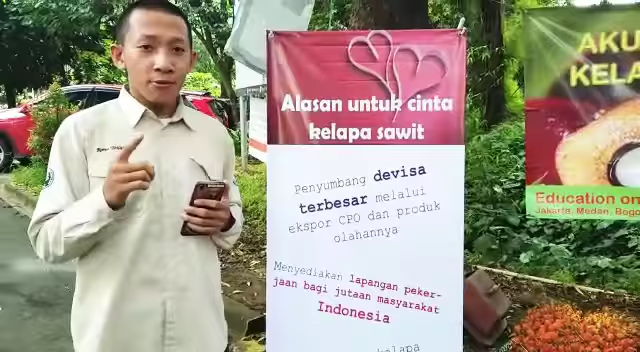 Alasan untuk cinta
kelapa sawit
Penyumbang devisa
terbesar melalui
ekspor CPO dan produk
olahannya
Menyediakan lapangan peker-
jaan bagi jutaan masyarakat
Indonesia
kelapa
AKU
KELA
Education on
Jakarta, Medan, Bogo